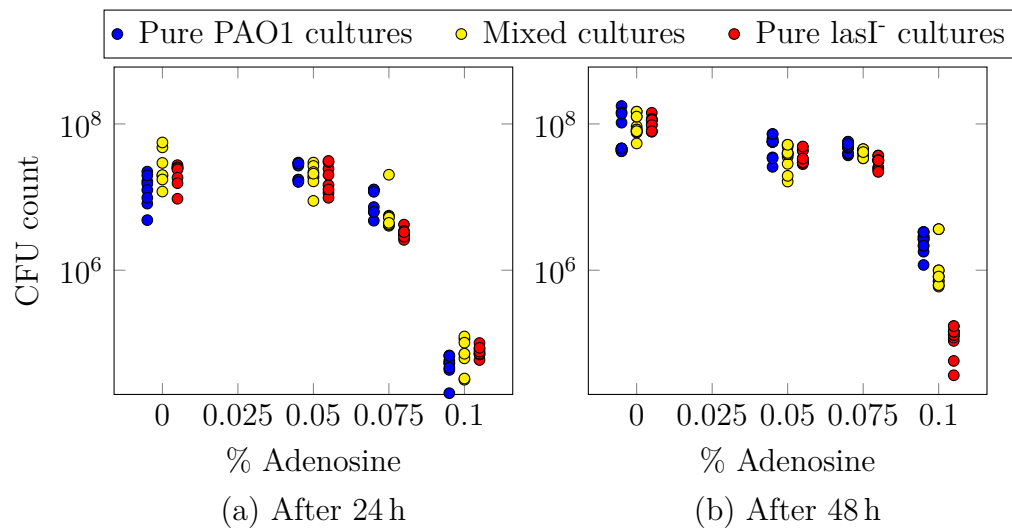 Pure PAO1 cultures Mixed cultures Pure lasI⁻ cultures
10⁸
10⁶
CFU count
0 0.025 0.05 0.075 0.1
% Adenosine
(a) After 24 h
10⁸
10⁶
0 0.025 0.05 0.075 0.1
% Adenosine
(b) After 48 h